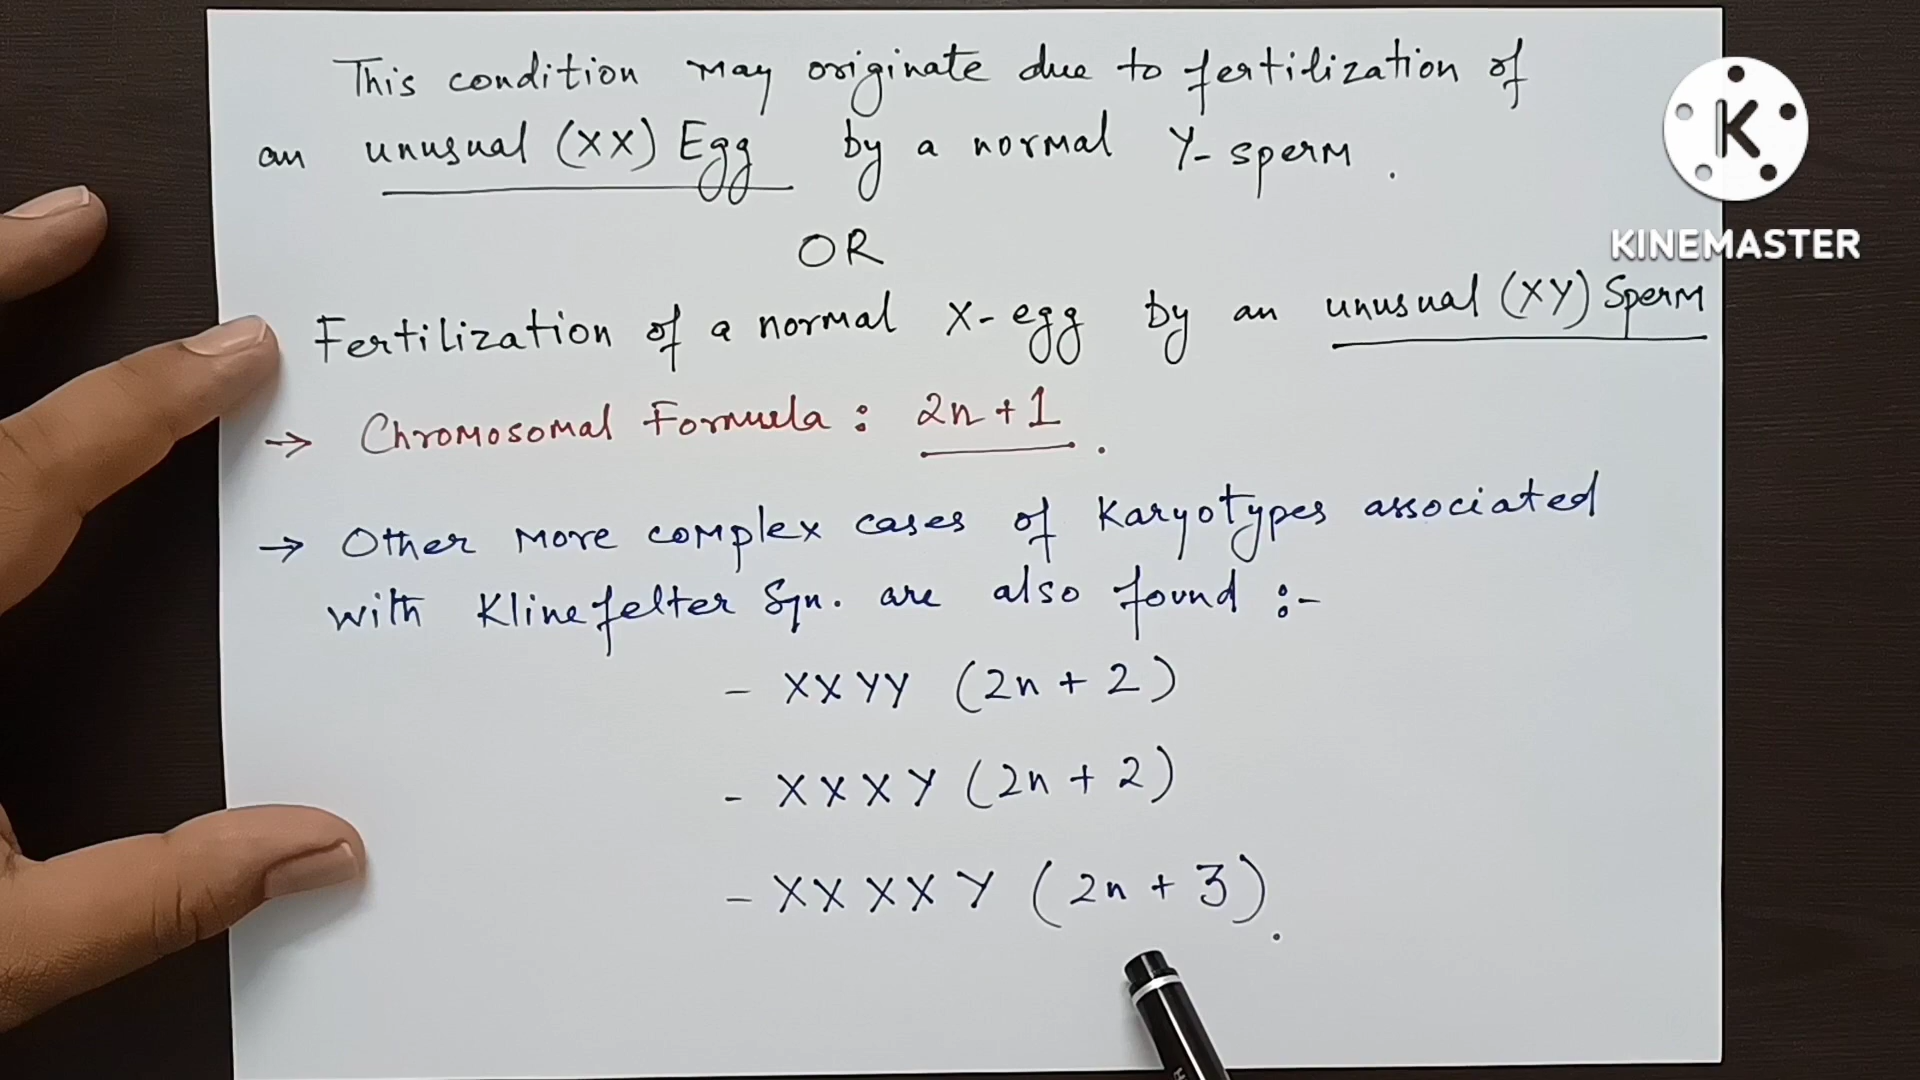 This condition may originate due to fertilization of
an unusual (XX) Egg by a normal Y-sperm.
OR
Fertilization of a normal X-egg by an unusual (XY) Sperm
→ Chromosomal Formula: 2n+1.
→ Other more complex cases of Karyotypes associated
with Klinefelter Syn. are also found :-
- XXYY (2n+2)
- XXXY (2n+2)
- XXXXY (2n+3).
K
KINEMASTER
H